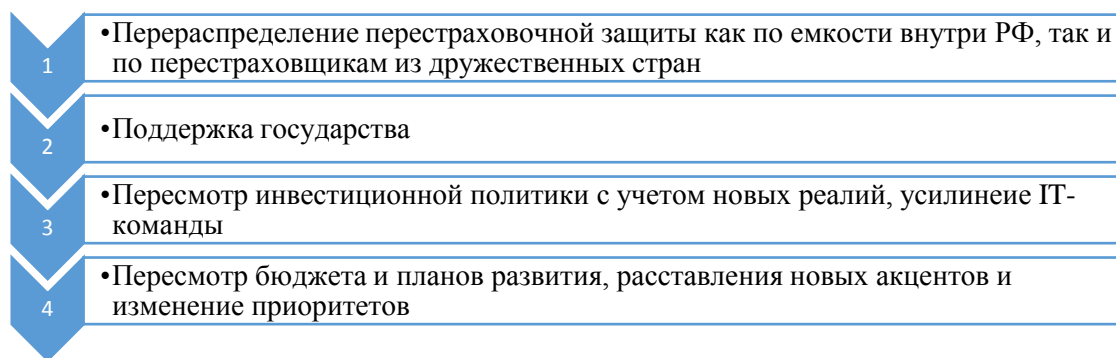 •Перераспределение перестраховочной защиты как по емкости внутри РФ, так и
1
по перестраховщикам из дружественных стран
2
•Поддержка государства
•Пересмотр инвестиционной политики с учетом новых реалий, усилинеие IT-
3
команды
•Пересмотр бюджета и планов развития, расставления новых акцентов и
4
изменение приоритетов